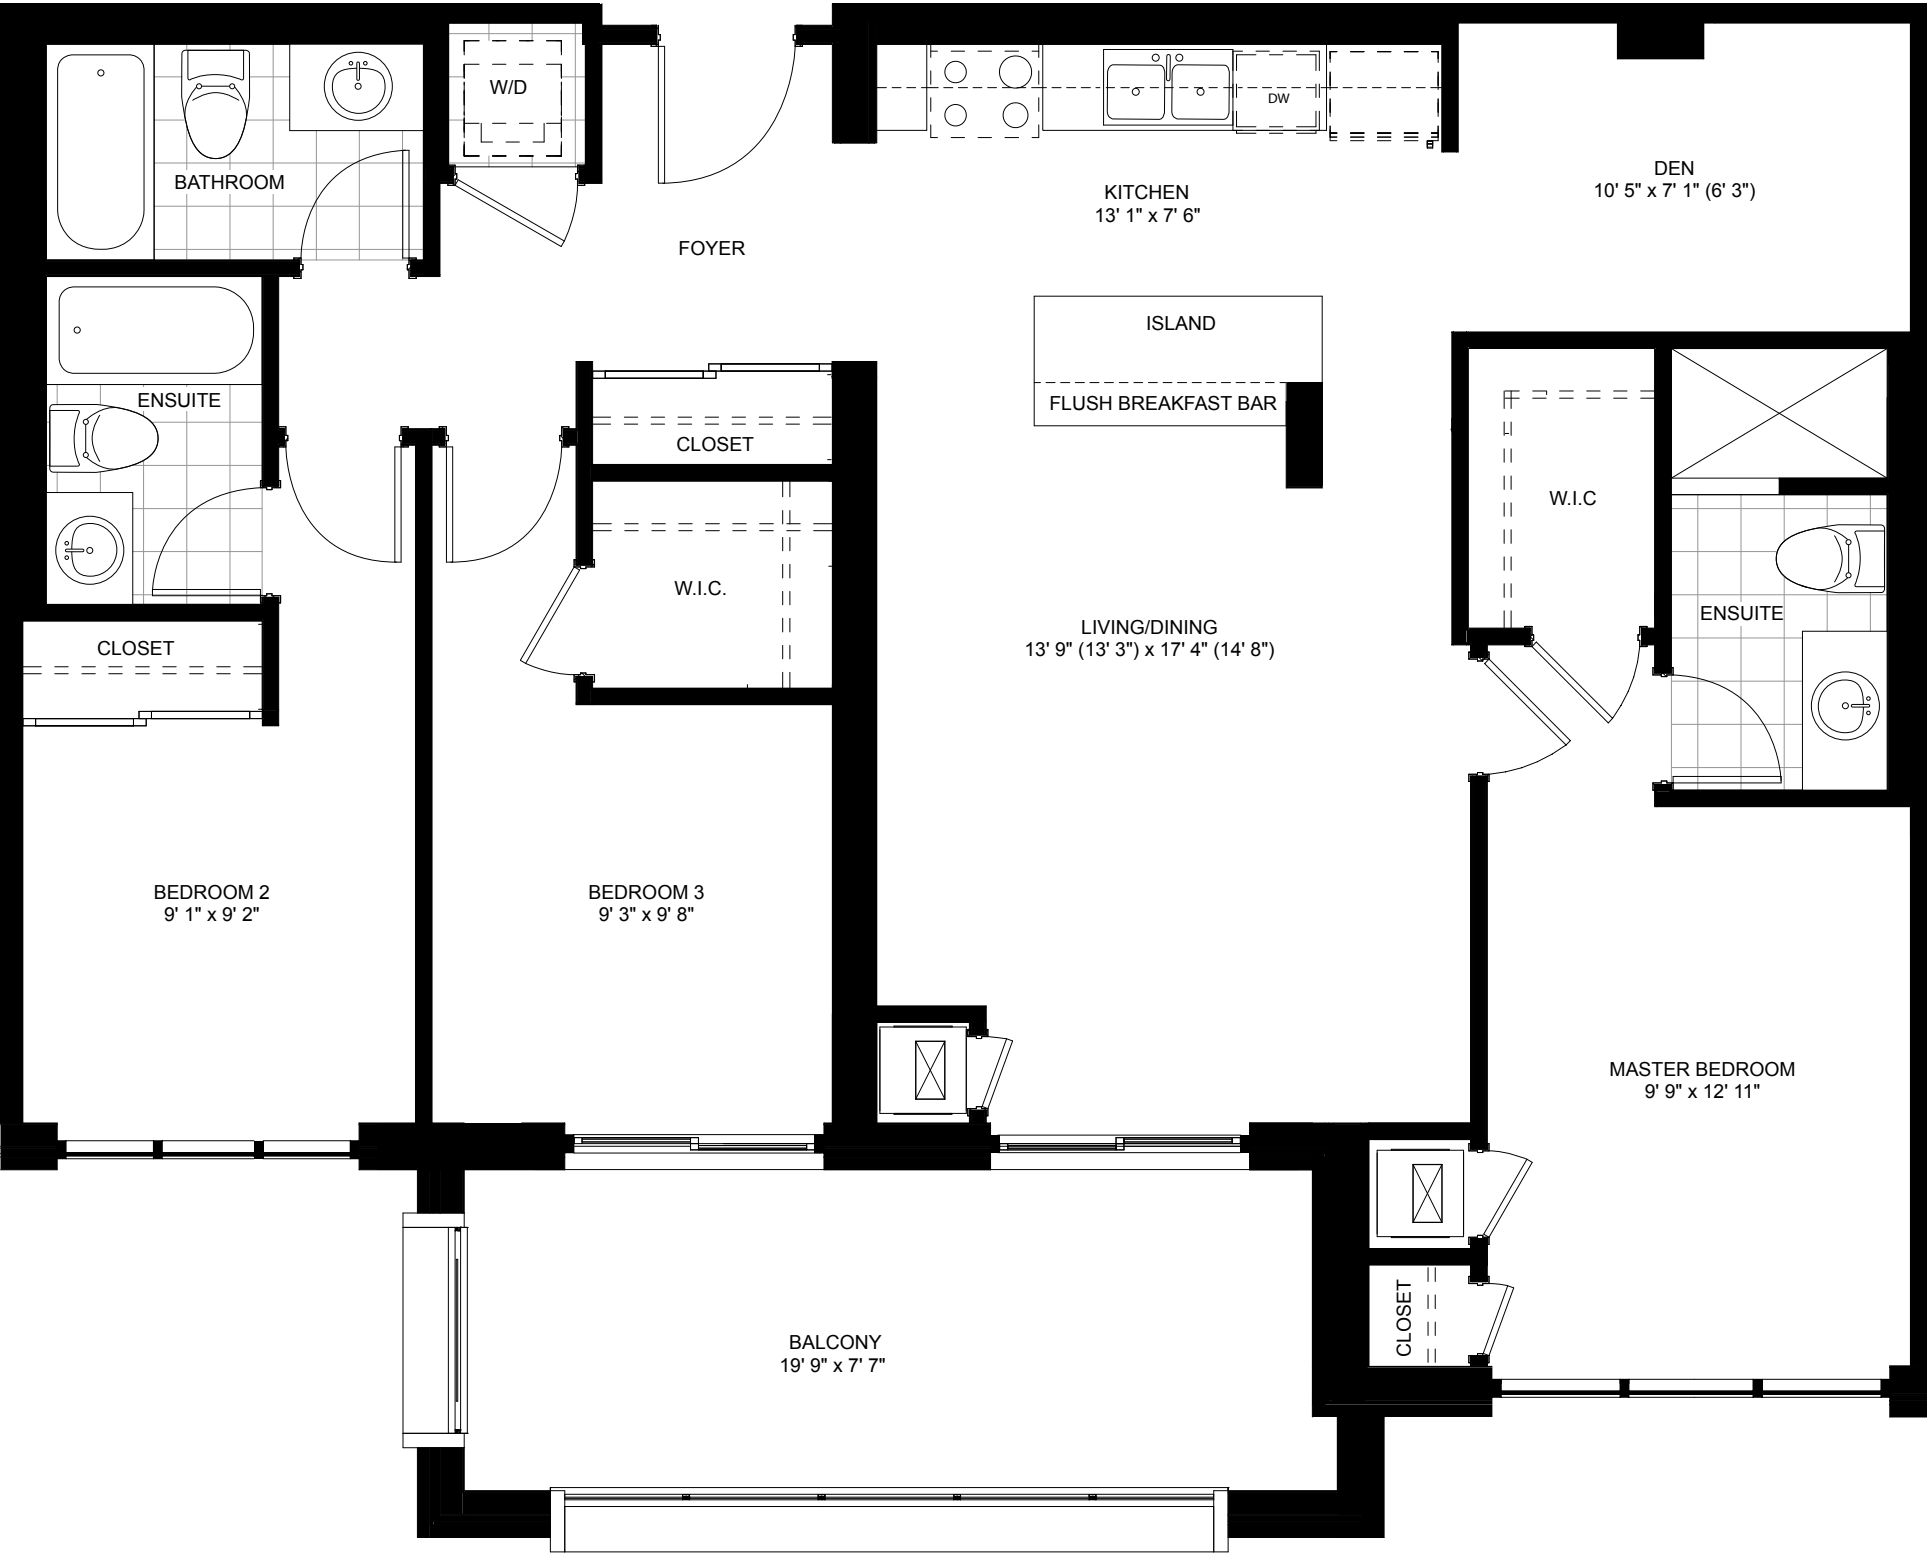 W/D
DW
BATHROOM
DEN
10' 5" x 7' 1" (6' 3")
KITCHEN
13' 1" x 7' 6"
FOYER
ISLAND
FLUSH BREAKFAST BAR
ENSUITE
CLOSET
W.I.C
W.I.C.
ENSUITE
LIVING/DINING
13' 9" (13' 3") x 17' 4" (14' 8")
CLOSET
BEDROOM 2
9' 1" x 9' 2"
BEDROOM 3
9' 3" x 9' 8"
MASTER BEDROOM
9' 9" x 12' 11"
CLOSET
BALCONY
19' 9" x 7' 7"